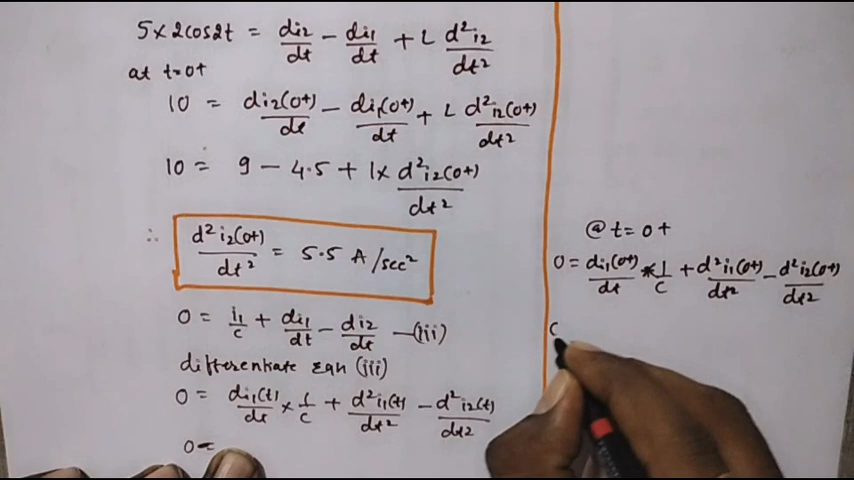 5×2cos2t = di2/dt − di1/dt + L d²i2/dt²
at t=0+
10 = di2(0+)/dt − di1(0+)/dt + L d²i2(0+)/dt²
10 = 9 − 4.5 + 1× d²i2(0+)/dt²
∴ d²i2(0+)/dt² = 5.5 A/sec²
0 = i1/c + di1/dt − di2/dt —(iii)
differentiate eqn (iii)
0 = di1(t)/dt × 1/c + d²i1(t)/dt² − d²i2(t)/dt²
0=
@ t=0+
0 = di1(0+)/dt × 1/c + d²i1(0+)/dt² − d²i2(0+)/dt²